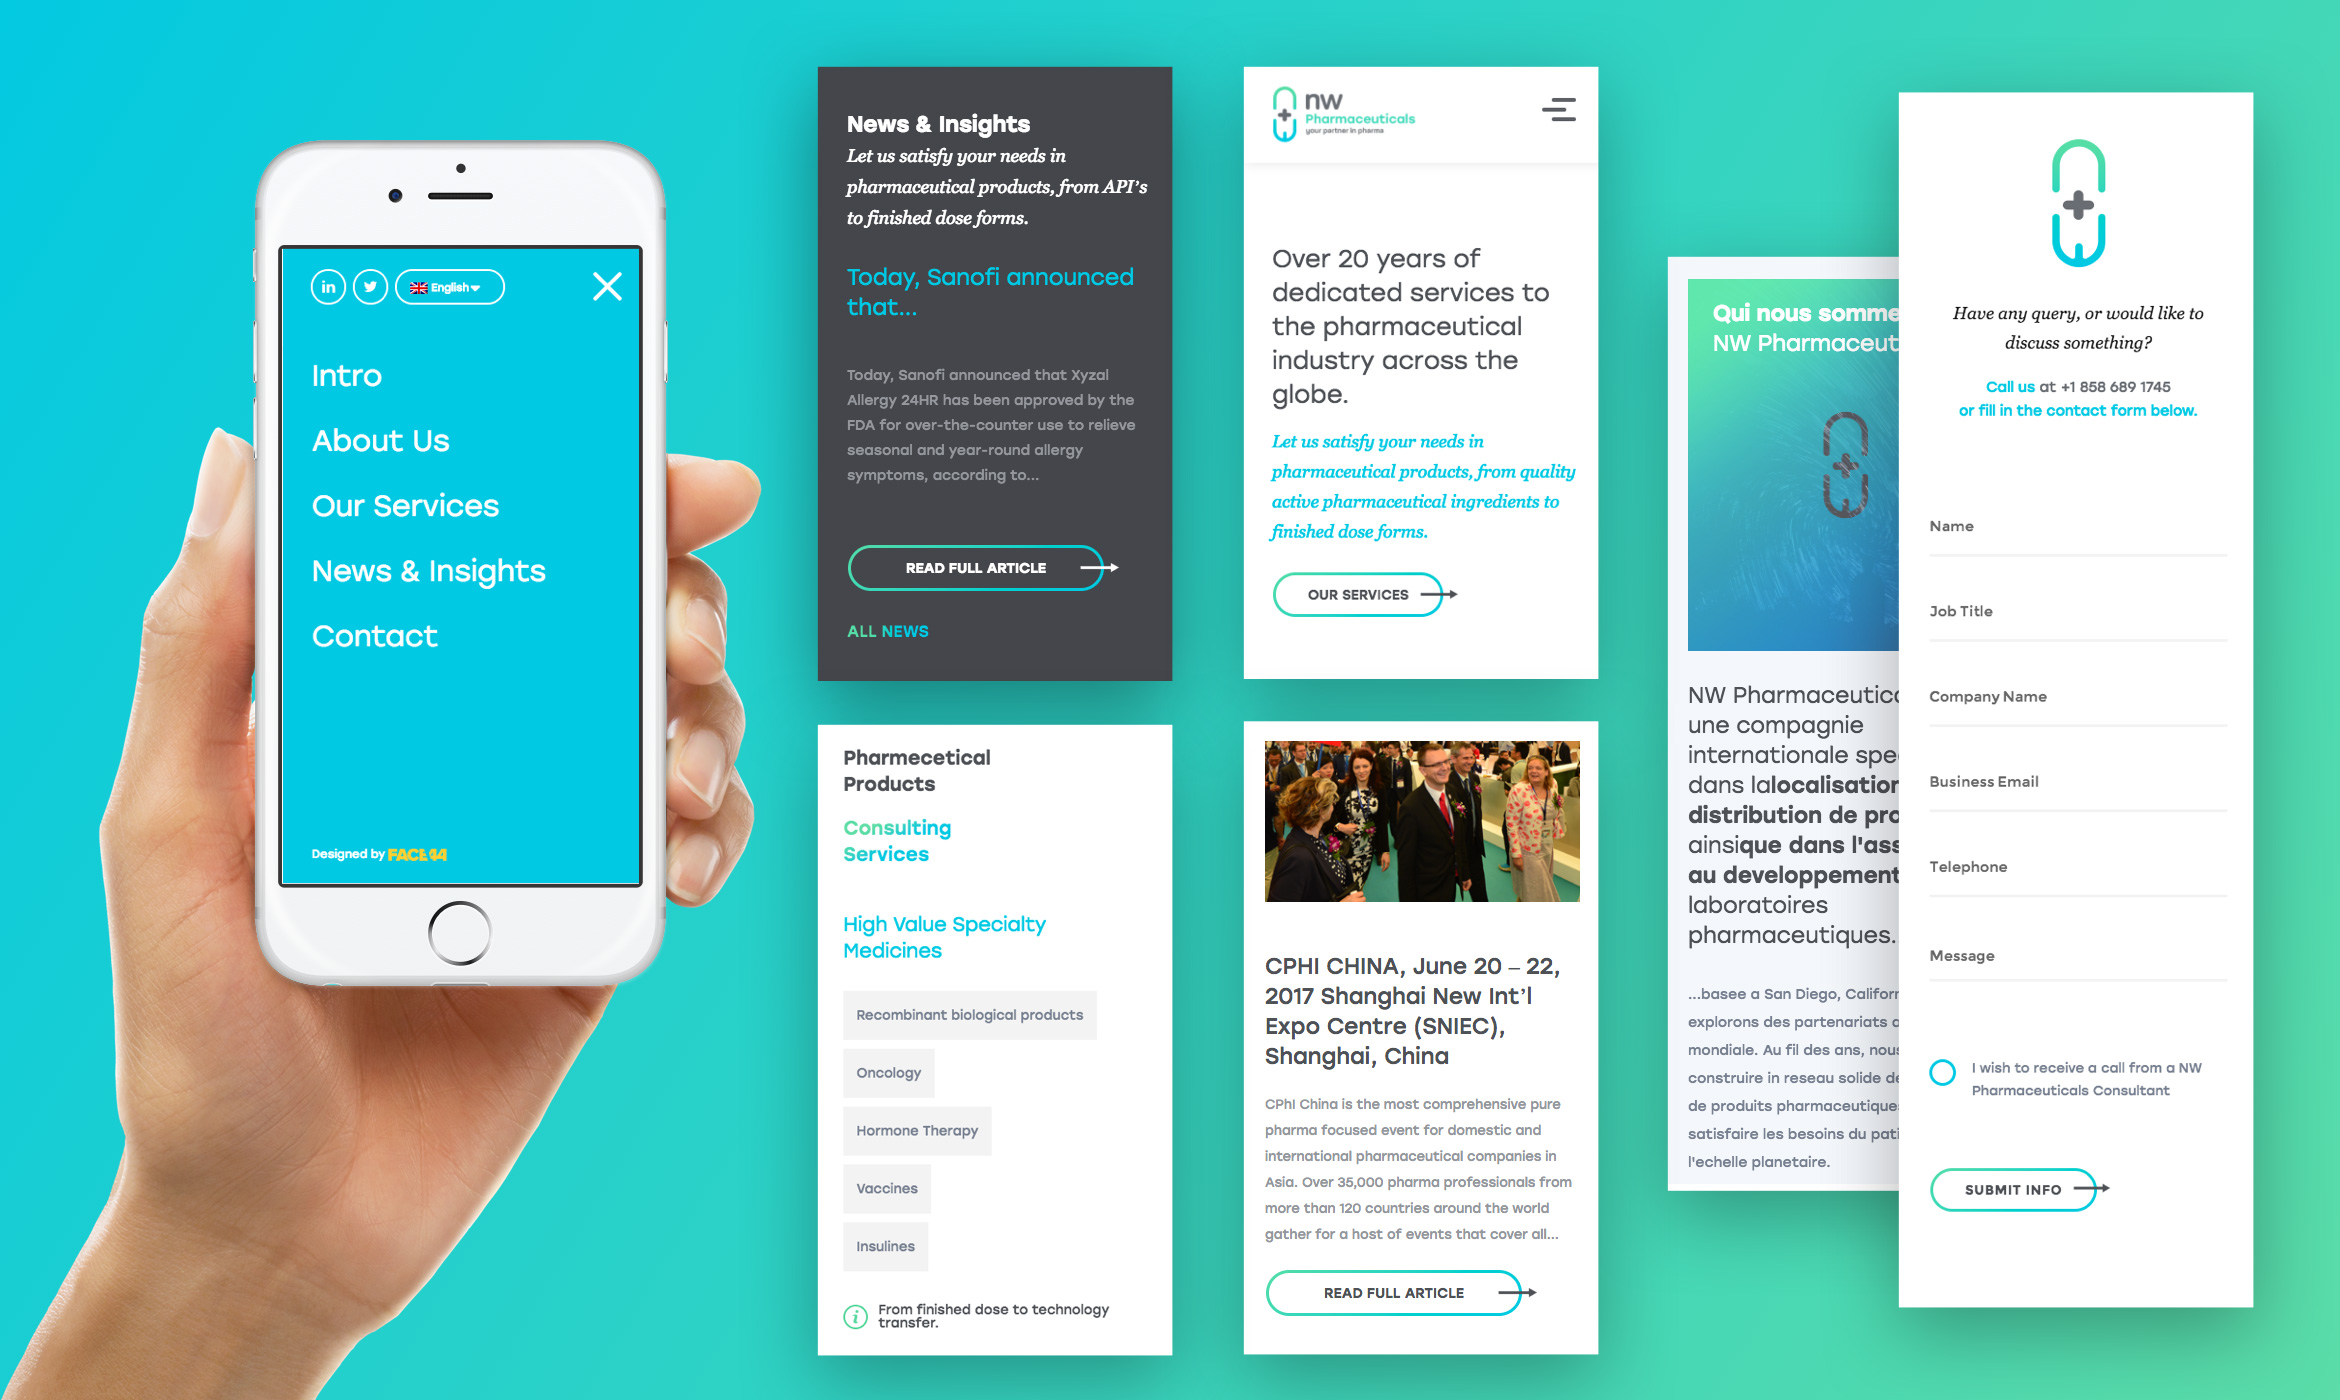 in
English
Intro
About Us
Our Services
News & Insights
Contact
Designed by FACE44
News & Insights
Let us satisfy your needs in
pharmaceutical products, from API's
to finished dose forms.
Today, Sanofi announced
that...
Today, Sanofi announced that Xyzal
Allergy 24HR has been approved by the
FDA for over-the-counter use to relieve
seasonal and year-round allergy
symptoms, according to...
READ FULL ARTICLE
ALL NEWS
Pharmecetical
Products
Consulting
Services
High Value Specialty
Medicines
Recombinant biological products
Oncology
Hormone Therapy
Vaccines
Insulines
i
From finished dose to technology
transfer.
nw
Pharmaceuticals
your partner in pharma
Over 20 years of
dedicated services to
the pharmaceutical
industry across the
globe.
Let us satisfy your needs in
pharmaceutical products, from quality
active pharmaceutical ingredients to
finished dose forms.
OUR SERVICES
CPHI CHINA, June 20 – 22,
2017 Shanghai New Int'l
Expo Centre (SNIEC),
Shanghai, China
CPhI China is the most comprehensive pure
pharma focused event for domestic and
international pharmaceutical companies in
Asia. Over 35,000 pharma professionals from
more than 120 countries around the world
gather for a host of events that cover all...
READ FULL ARTICLE
Qui nous somme
NW Pharmaceut
NW Pharmaceutic
une compagnie
internationale spe
dans lalocalisation
distribution de pro
ainsique dans l'ass
au developpement
laboratoires
pharmaceutiques.
...basee a San Diego, Califor
explorons des partenariats
mondiale. Au fil des ans, nous
construire in reseau solide de
de produits pharmaceutique
satisfaire les besoins du pati
l'echelle planetaire.
Have any query, or would like to
discuss something?
Call us at +1 858 689 1745
or fill in the contact form below.
Name
Job Title
Company Name
Business Email
Telephone
Message
I wish to receive a call from a NW
Pharmaceuticals Consultant
SUBMIT INFO